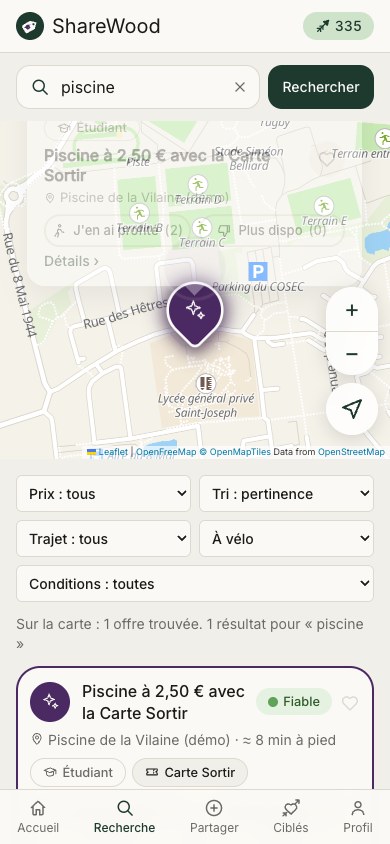 ShareWood
335
piscine
Rechercher
Rugby
Étudiant
Piscine à 2,50 € avec la Carte
Sortir
Piste
Stade Siméon
Belliard
Terrain entr
Piscine de la Vilaine (démo)
Terrain D
Terrain E
J'en ai profité (2)
Plus dispo (0)
Terrain B
Terrain C
Détails ›
Rue du 8 Mai 1944
P
Parking du COSEC
Rue des Hêtres
+
−
Lycée général privé
Saint-Joseph
Leaflet | OpenFreeMap © OpenMapTiles Data from OpenStreetMap
Prix : tous
Tri : pertinence
Trajet : tous
À vélo
Conditions : toutes
Sur la carte : 1 offre trouvée. 1 résultat pour « piscine
»
Piscine à 2,50 € avec
la Carte Sortir
Fiable
Piscine de la Vilaine (démo) · ≈ 8 min à pied
Étudiant
Carte Sortir
Accueil
Recherche
Partager
Ciblés
Profil